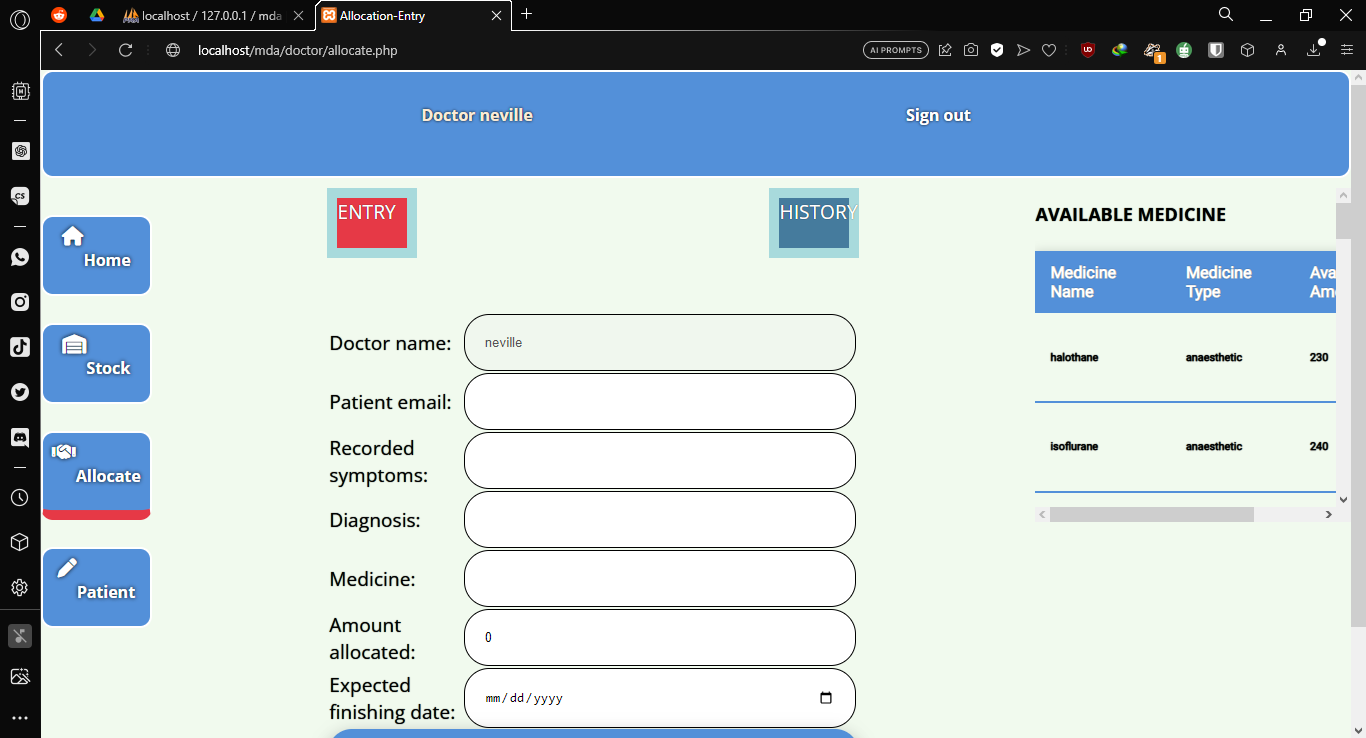 localhost / 127.0.0.1 / mda
Allocation-Entry
localhost/mda/doctor/allocate.php
AI PROMPTS
UD
1
CS
Doctor neville
Sign out
Home
Stock
Allocate
Patient
ENTRY
HISTORY
Doctor name:
neville
Patient email:
Recorded
symptoms:
Diagnosis:
Medicine:
Amount
allocated:
0
Expected
finishing date:
mm/dd/yyyy
AVAILABLE MEDICINE
Medicine
Name
Medicine
Type
Ava
Am
halothane
anaesthetic
230
isoflurane
anaesthetic
240